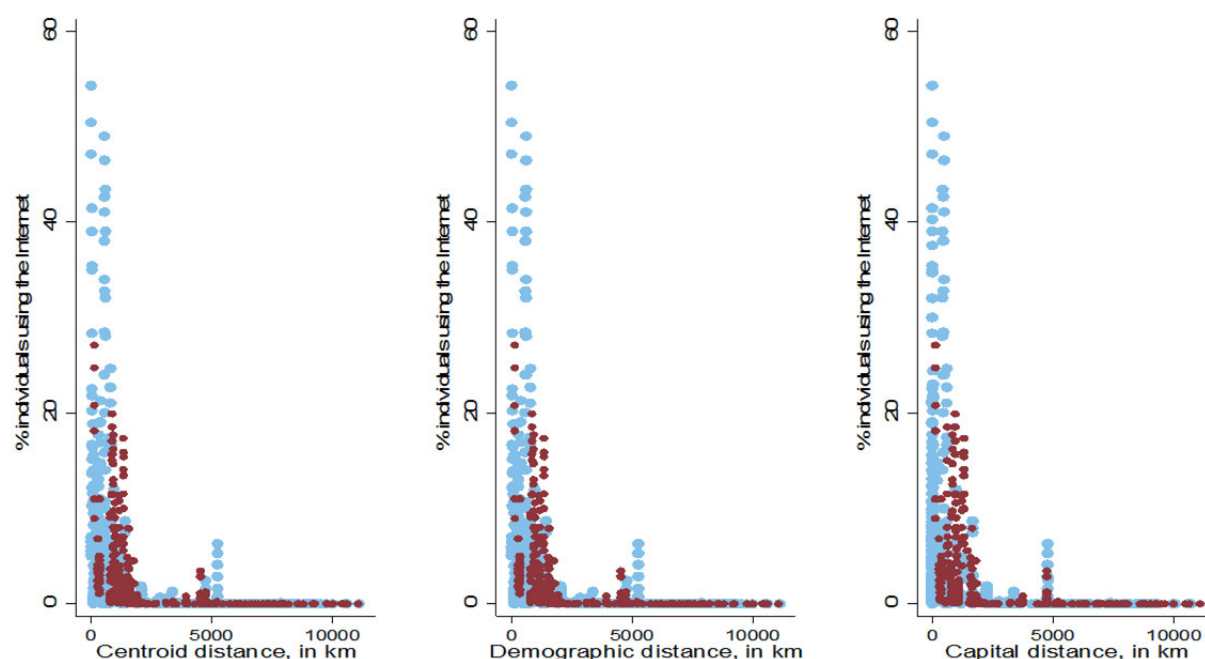 % individuals using the Internet
60
40
20
0
0 5000 10000
Centroid distance, in km
% individuals using the Internet
60
40
20
0
0 5000 10000
Demographic distance, in km
% individuals using the Internet
60
40
20
0
0 5000 10000
Capital distance, in km